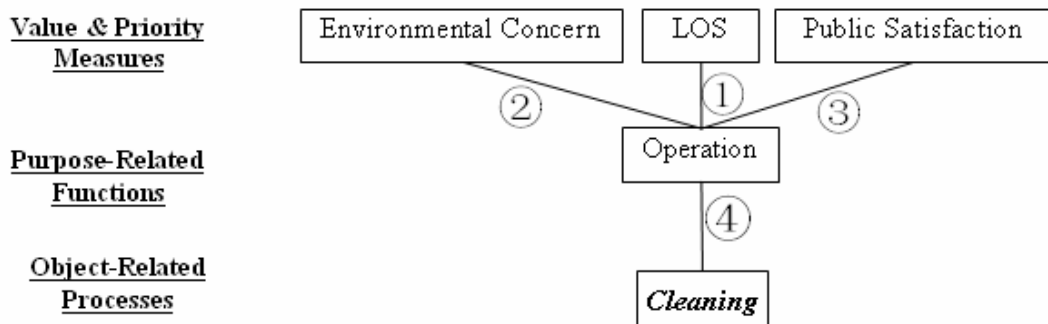 Value & Priority
Measures
Environmental Concern
LOS
Public Satisfaction
②
①
③
Purpose-Related
Functions
Operation
④
Object-Related
Processes
Cleaning